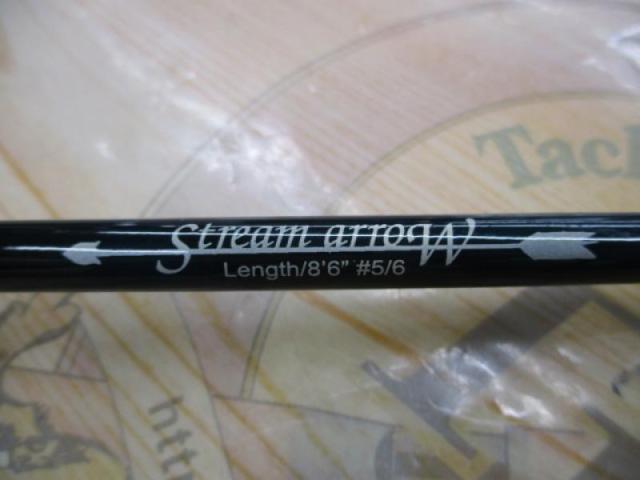 Tack
Stream arroW
Length/8'6" #5/6
http